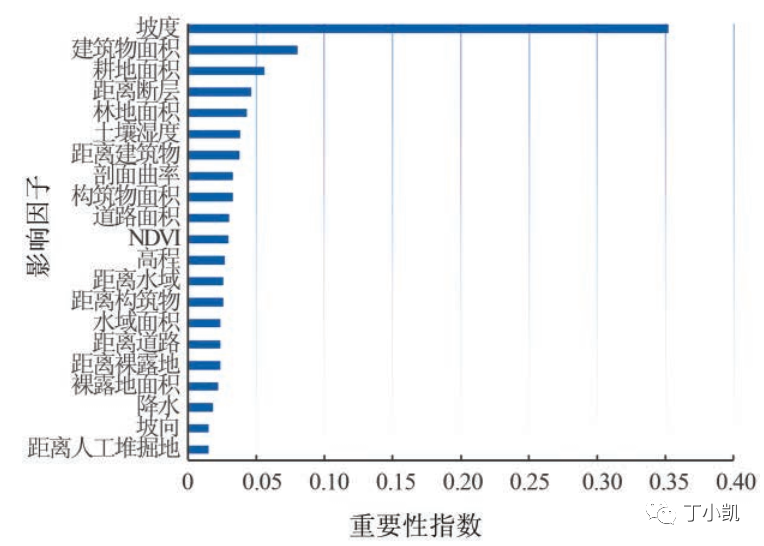 坡度
建筑物面积
耕地面积
距离断层
林地面积
土壤湿度
距离建筑物
剖面曲率
构筑物面积
道路面积
NDVI
高程
距离水域
距离构筑物
水域面积
距离道路
距离裸露地
裸露地面积
降水
坡向
距离人工堆掘地
影响因子
0 0.05 0.10 0.15 0.20 0.25 0.30 0.35 0.40
重要性指数
丁小凯